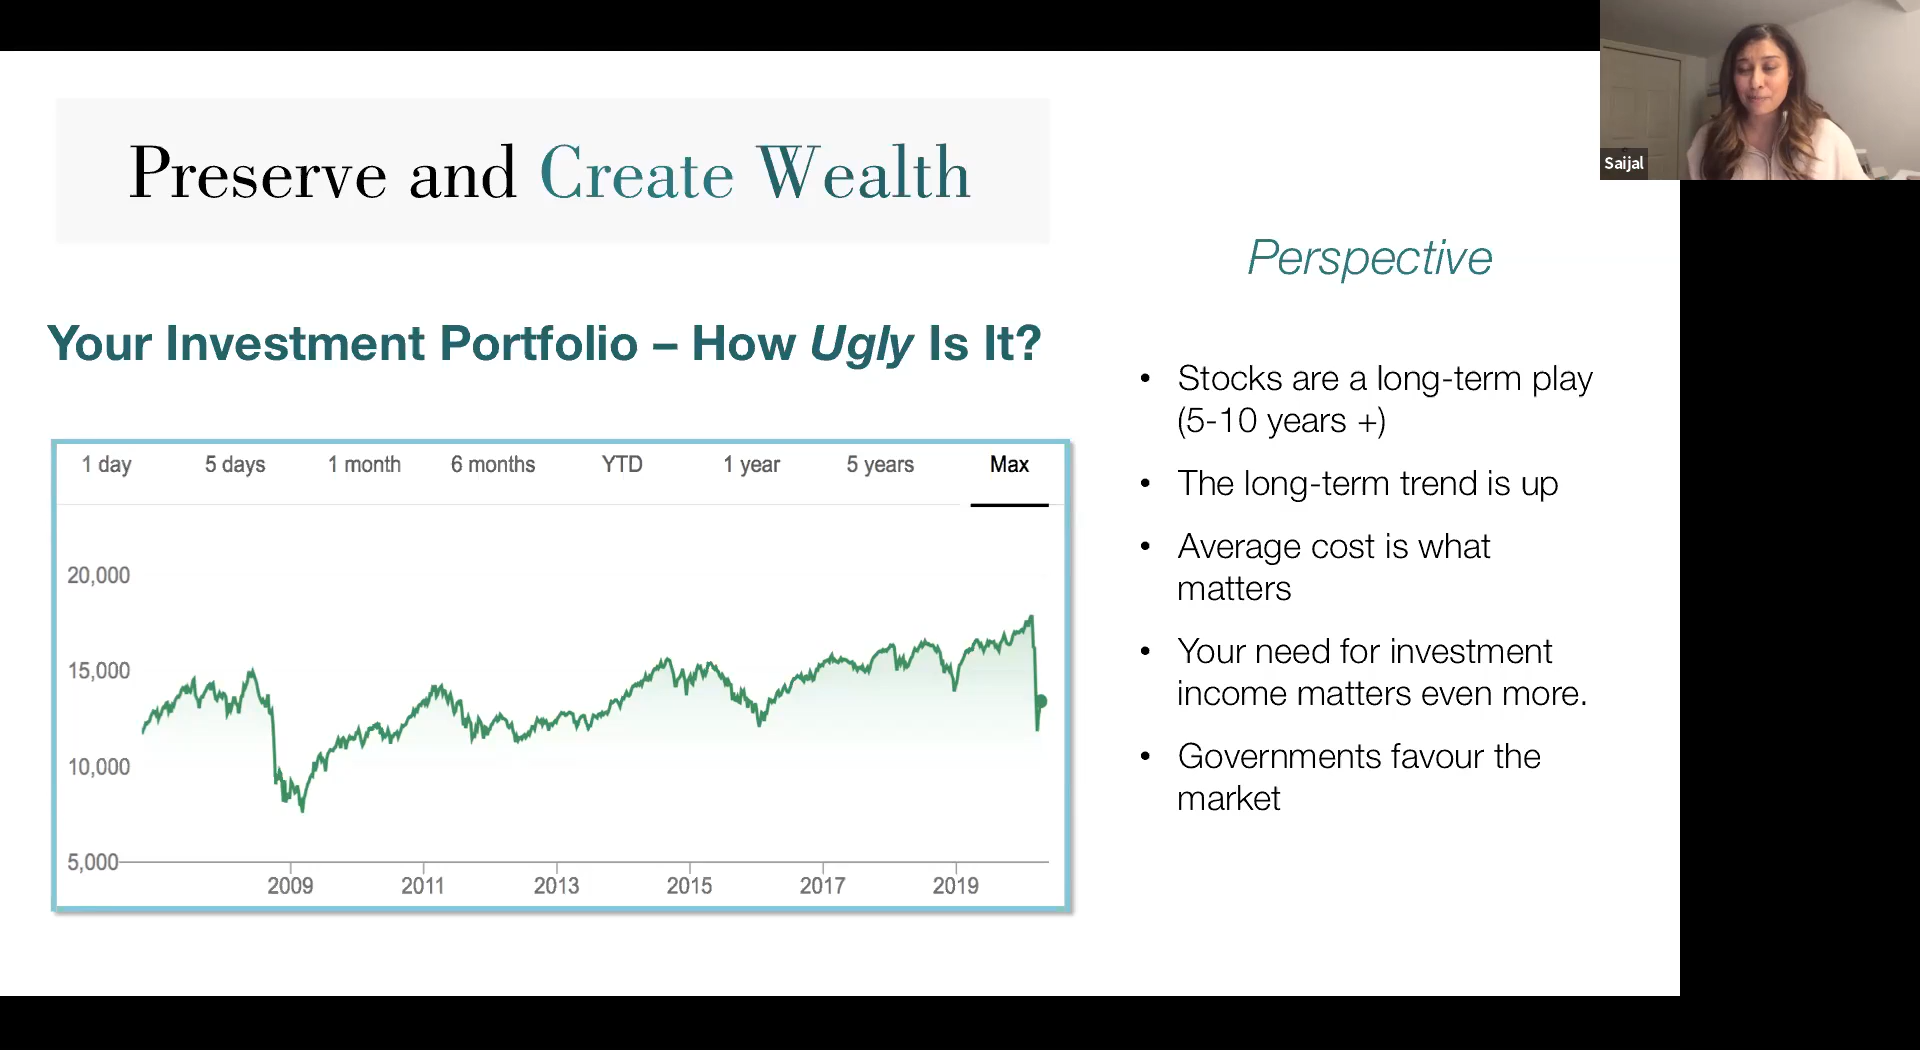 Preserve and Create Wealth
Saijal
Your Investment Portfolio – How Ugly Is It?
1 day 5 days 1 month 6 months YTD 1 year 5 years Max
20,000
15,000
10,000
5,000
2009 2011 2013 2015 2017 2019
Perspective
• Stocks are a long-term play
(5-10 years +)
• The long-term trend is up
• Average cost is what
matters
• Your need for investment
income matters even more.
• Governments favour the
market